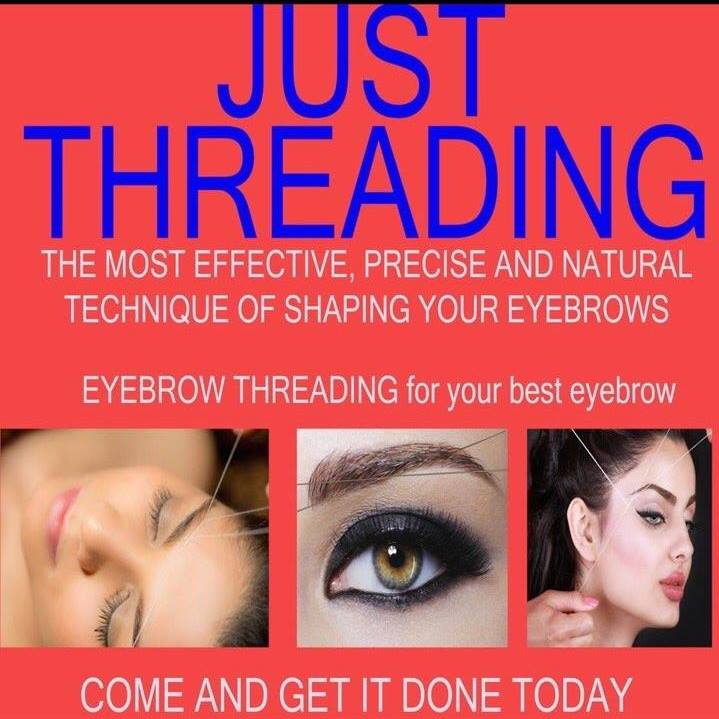 JUST
THREADING
THE MOST EFFECTIVE, PRECISE AND NATURAL
TECHNIQUE OF SHAPING YOUR EYEBROWS
EYEBROW THREADING for your best eyebrow
COME AND GET IT DONE TODAY